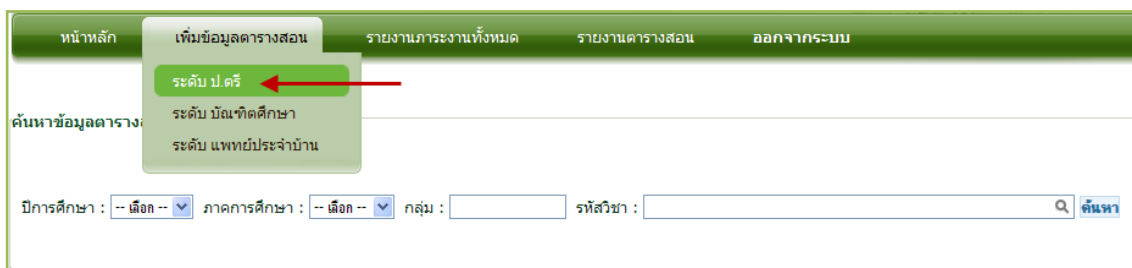 หน้าหลัก เพิ่มข้อมูลตารางสอน รายงานภาระงานทั้งหมด รายงานตารางสอน ออกจากระบบ
ระดับ ป.ตรี
ระดับ บัณฑิตศึกษา
ค้นหาข้อมูลตาราง
ระดับ แพทย์ประจำบ้าน
ปีการศึกษา : -- เลือก -- ภาคการศึกษา : -- เลือก -- กลุ่ม : รหัสวิชา : ค้นหา